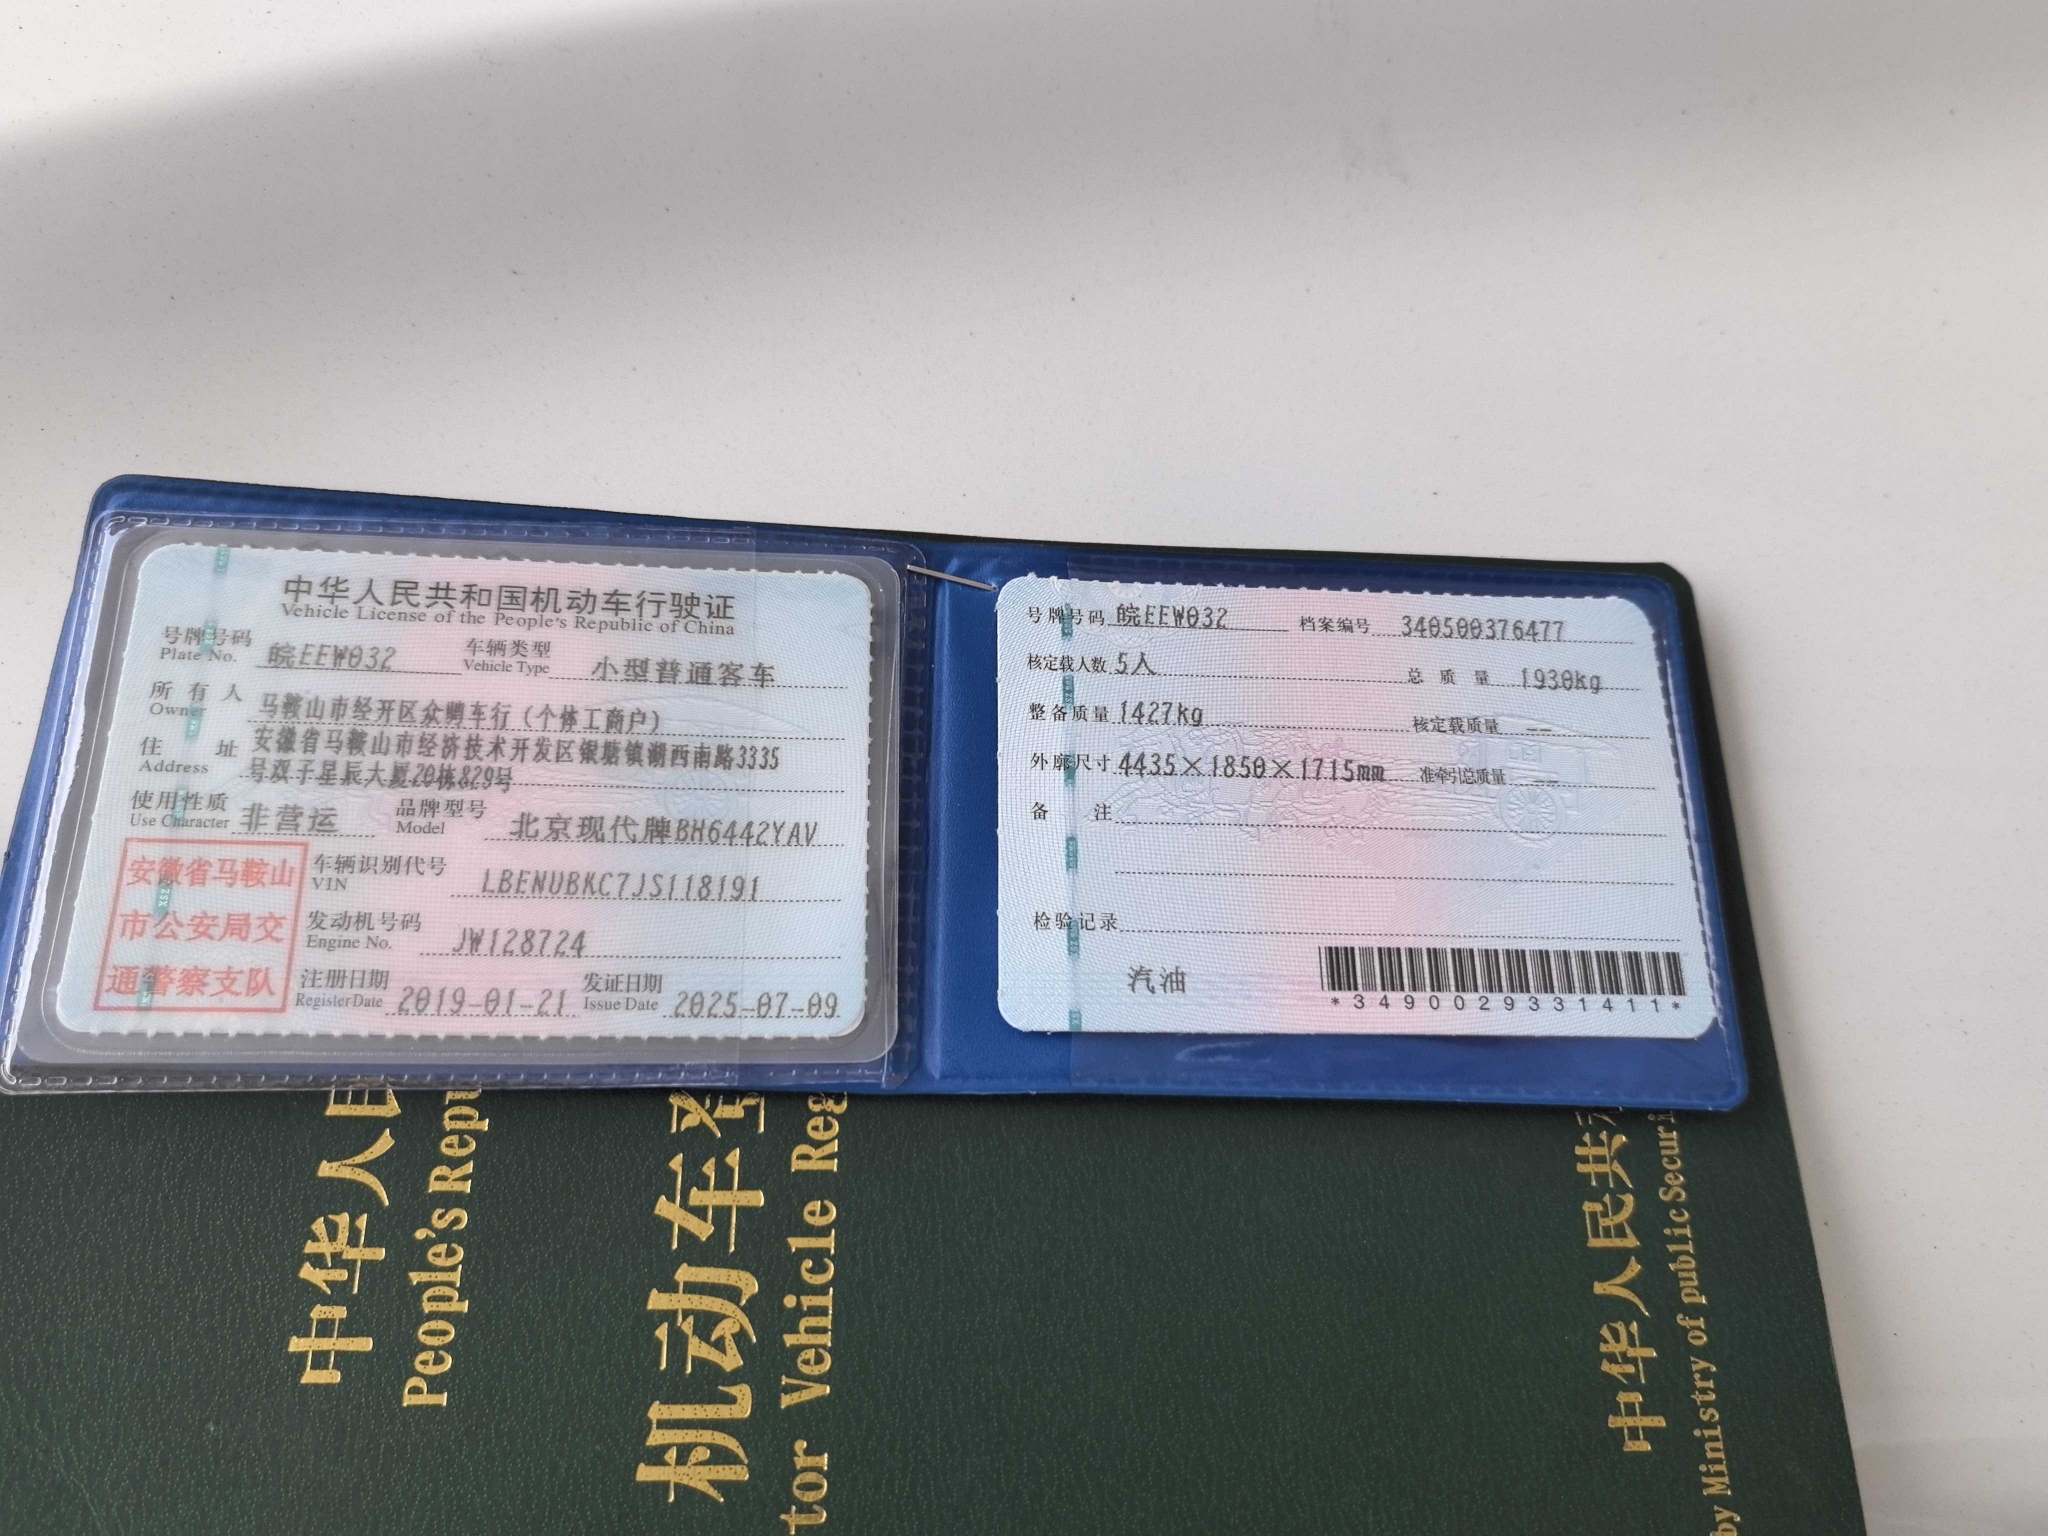 中华人民共和国机动车行驶证
Vehicle License of the People's Republic of China
号牌号码 皖EEW032 车辆类型 小型普通客车
Plate No. Vehicle Type
所有人 马鞍山市经开区众鹏车行(个体工商户)
Owner
住址 安徽省马鞍山市经济技术开发区银塘镇湖西南路3335
Address 号双子星辰大厦20栋829号
使用性质 非营运 品牌型号 北京现代牌BH6442YAV
Use Character Model
安徽省马鞍山
市公安局交
通警察支队
车辆识别代号 LBENUBKC7JS118191
VIN
发动机号码 JW128724
Engine No.
注册日期 2019-01-21 发证日期 2025-07-09
Register Date Issue Date
号牌号码 皖EEW032 档案编号 340500376477
核定载人数 5人 总质量 1930kg
整备质量 1427kg 核定载质量 --
外廓尺寸 4435×1850×1715mm 准牵引总质量 --
备注
检验记录
汽油
*3490029331411*
中华人民
People's Repu
机动车登
tor Vehicle Reg
中华人民共和
by Ministry of public Securi